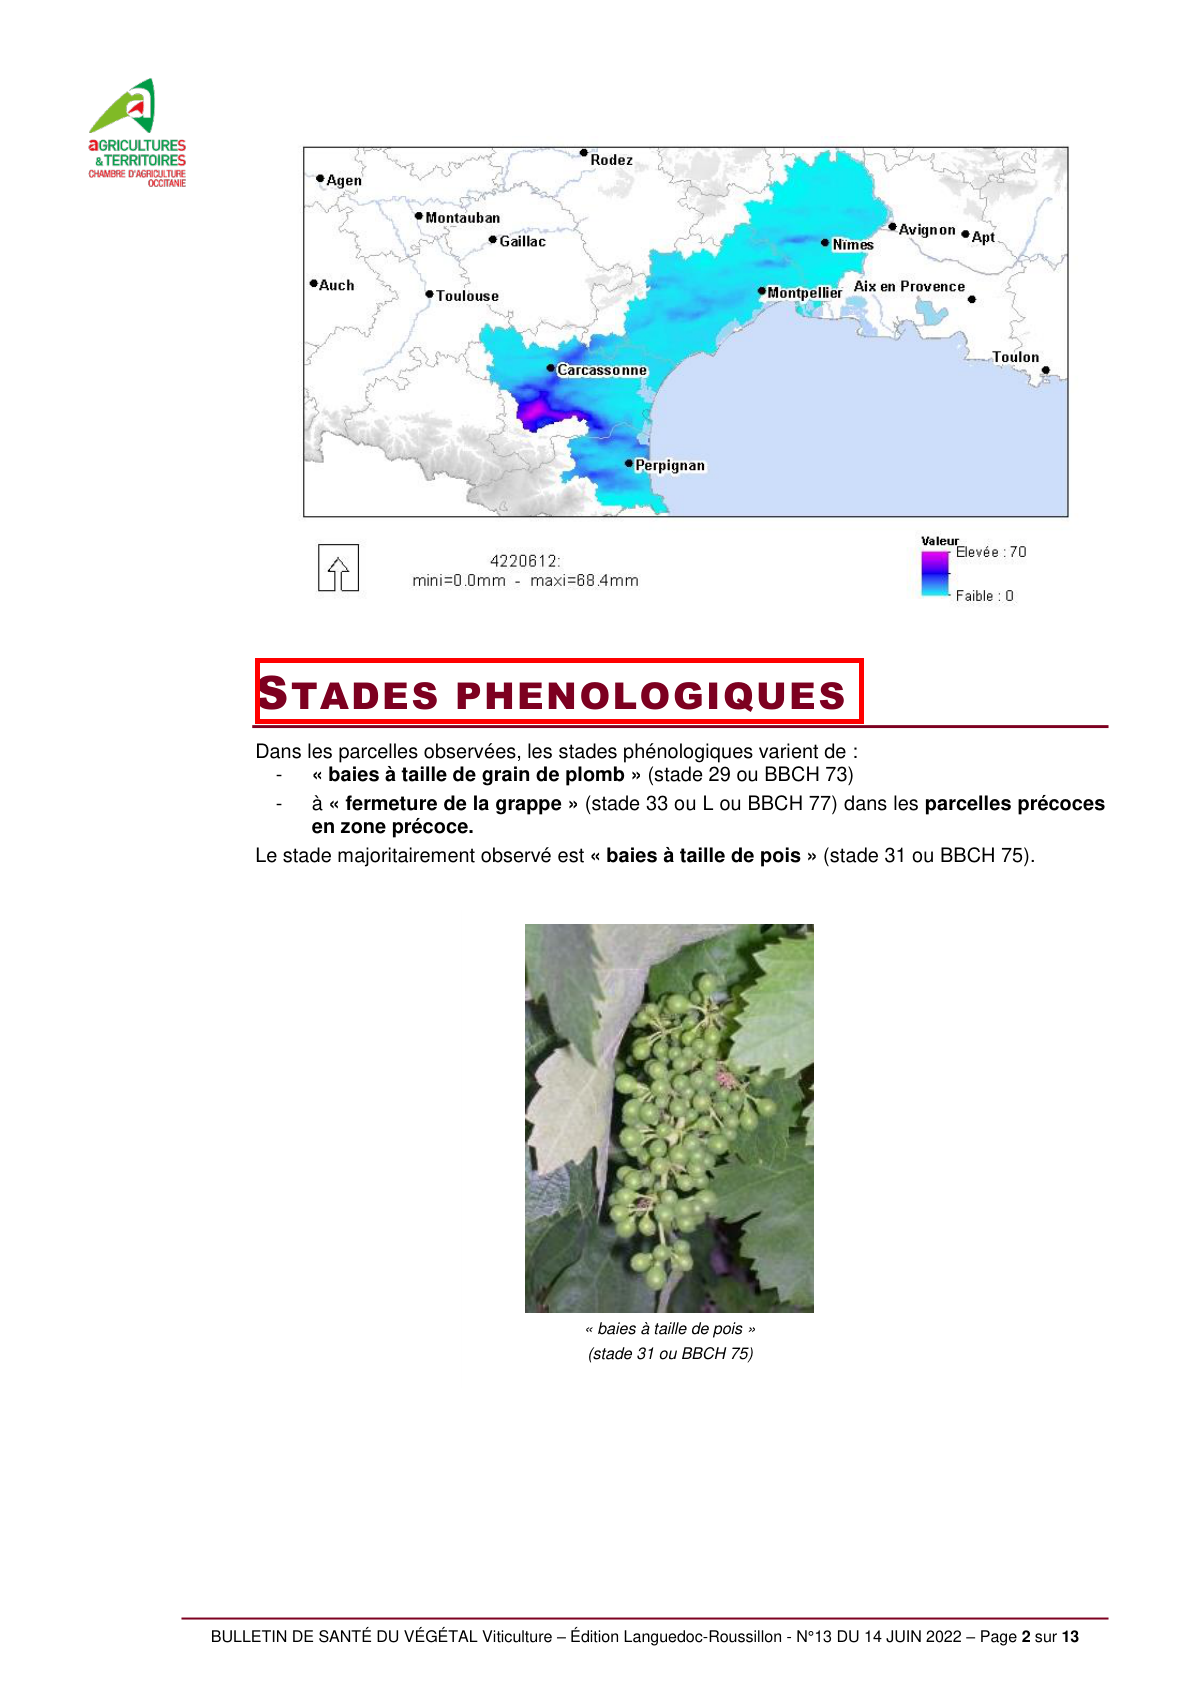 aGRICULTURES
& TERRITOIRES
CHAMBRE D'AGRICULTURE
OCCITANIE
Rodez
Agen
Montauban
Gaillac
Avignon
Apt
Nîmes
Auch
Toulouse
Montpellier
Aix en Provence
Toulon
Carcassonne
Perpignan
Valeur
Elevée : 70
Faible : 0
4220612:
mini=0.0mm - maxi=68.4mm
STADES PHENOLOGIQUES
Dans les parcelles observées, les stades phénologiques varient de :
- « baies à taille de grain de plomb » (stade 29 ou BBCH 73)
- à « fermeture de la grappe » (stade 33 ou L ou BBCH 77) dans les parcelles précoces
en zone précoce.
Le stade majoritairement observé est « baies à taille de pois » (stade 31 ou BBCH 75).
« baies à taille de pois »
(stade 31 ou BBCH 75)
BULLETIN DE SANTÉ DU VÉGÉTAL Viticulture – Édition Languedoc-Roussillon - N°13 DU 14 JUIN 2022 – Page 2 sur 13